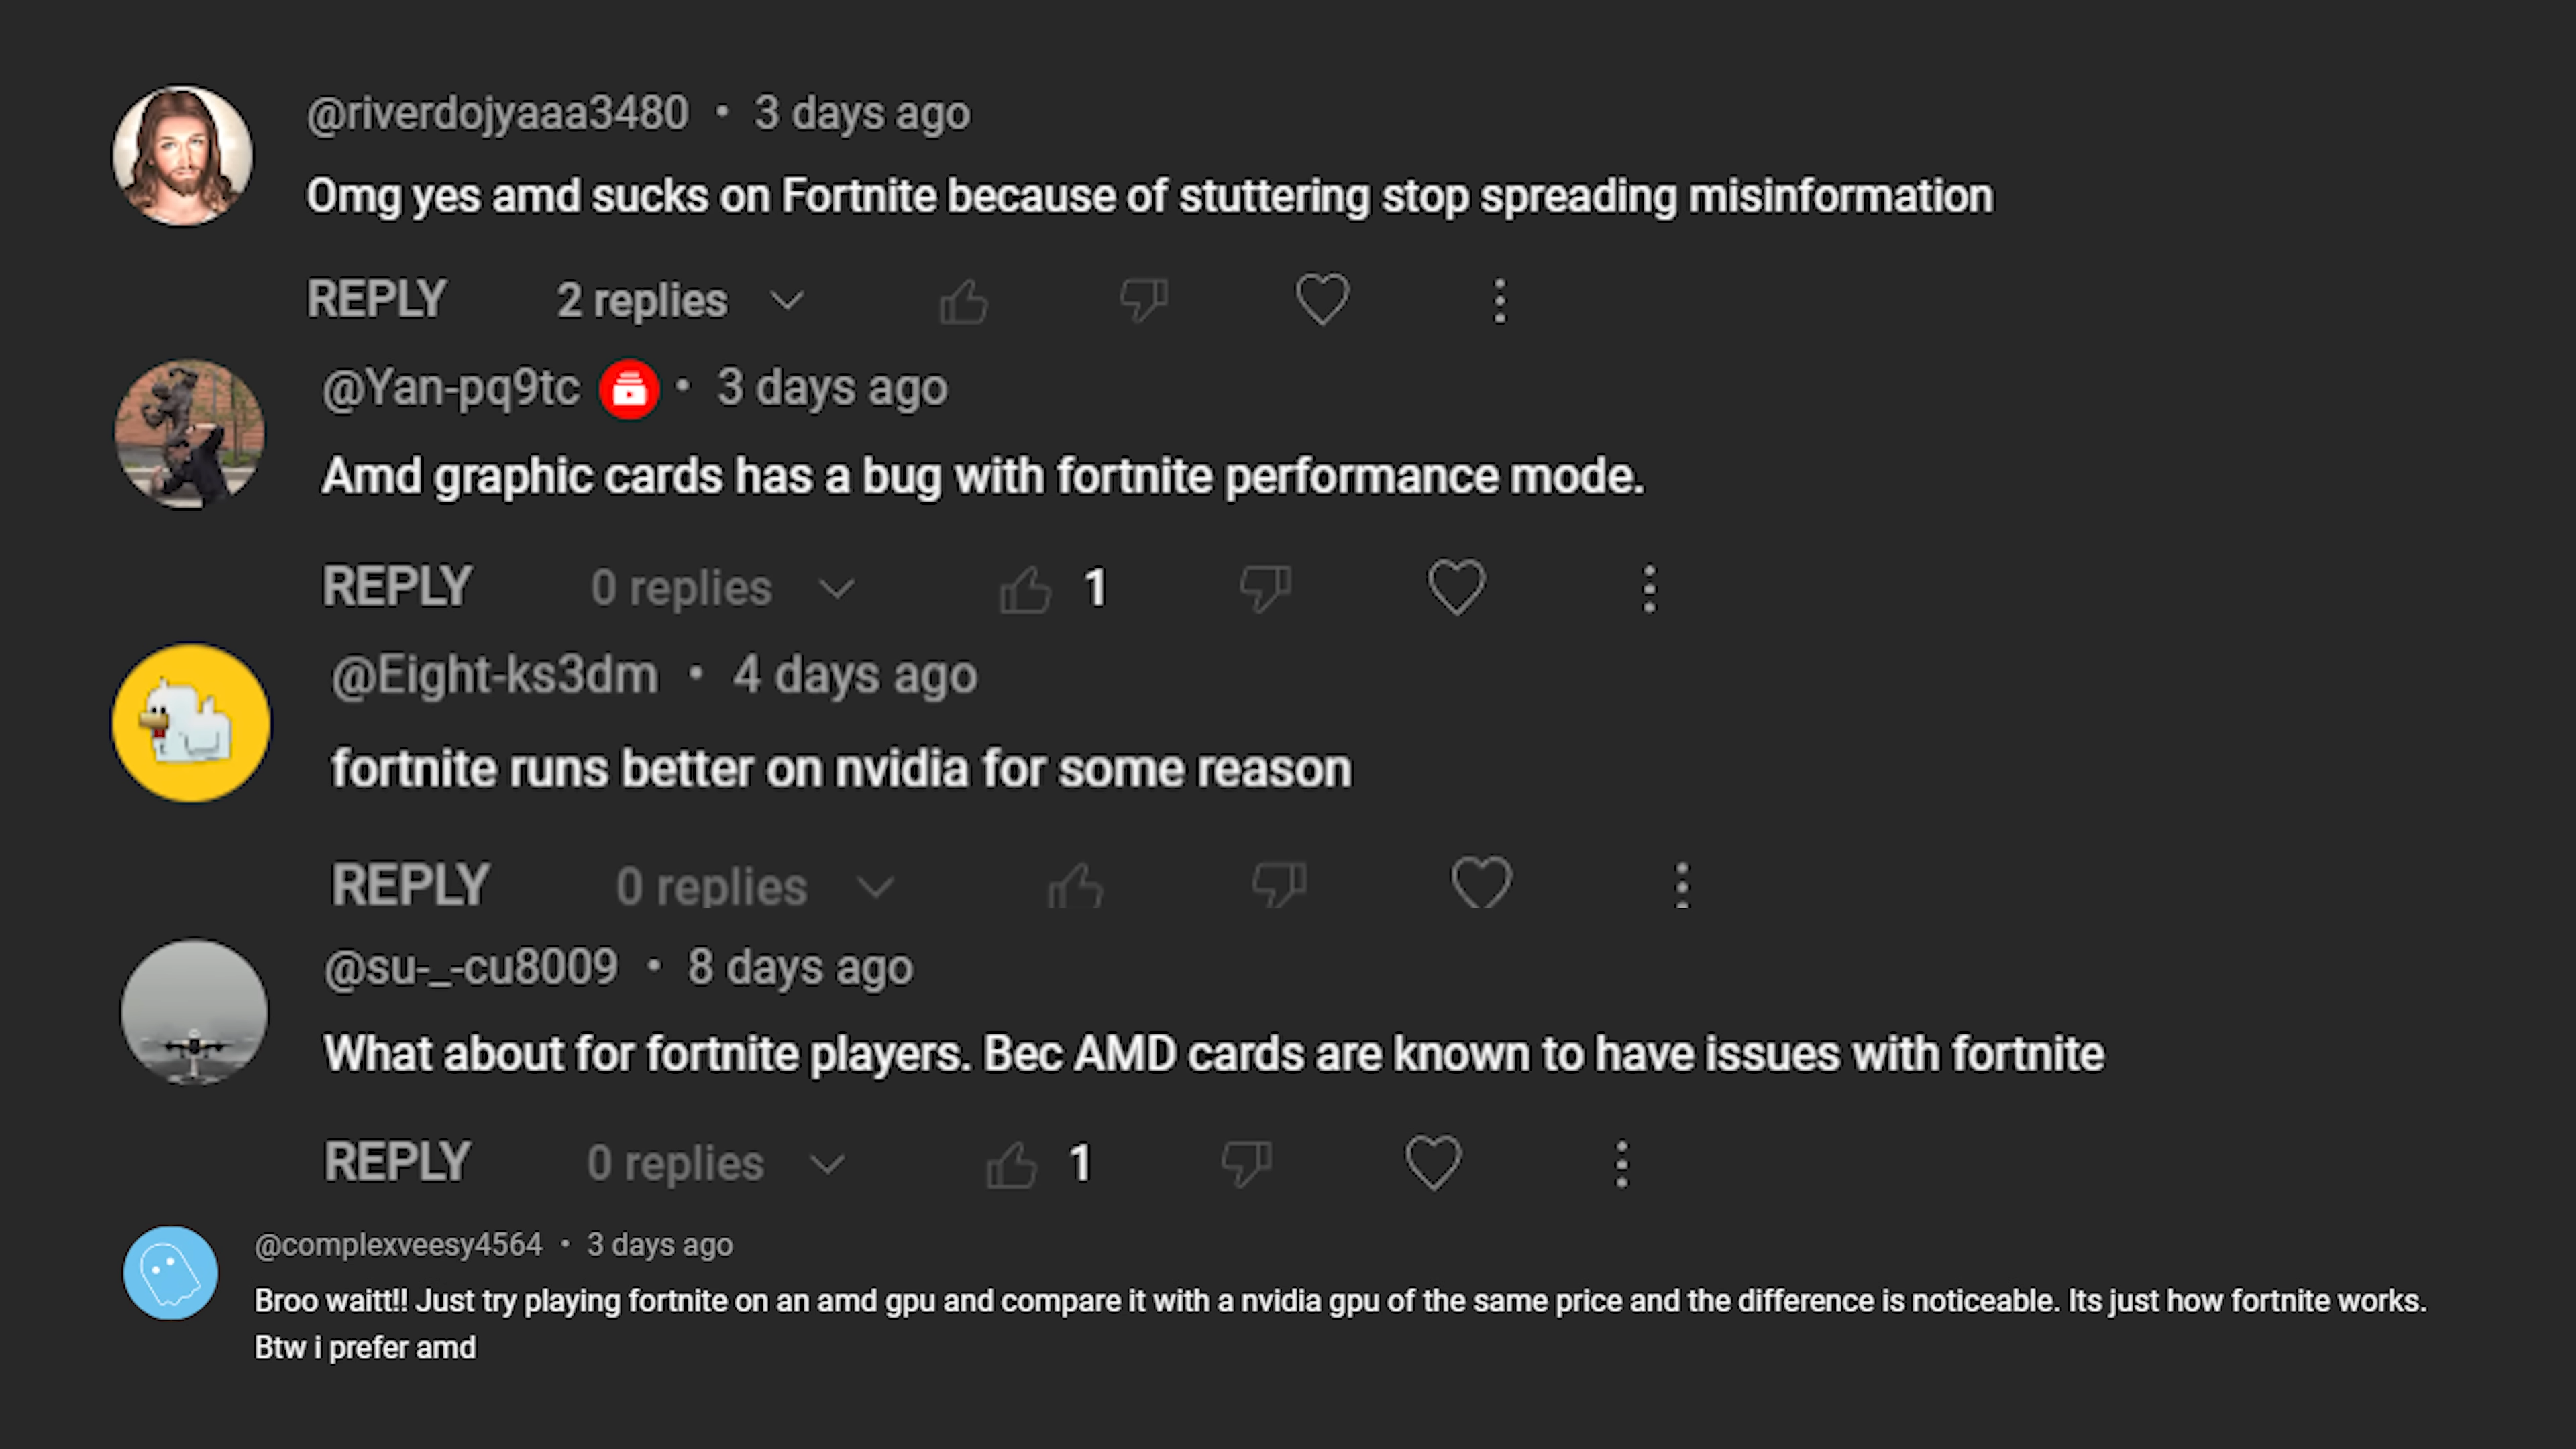 @riverdojyaaa3480 • 3 days ago
Omg yes amd sucks on Fortnite because of stuttering stop spreading misinformation
REPLY 2 replies
@Yan-pq9tc • 3 days ago
Amd graphic cards has a bug with fortnite performance mode.
REPLY 0 replies 1
@Eight-ks3dm • 4 days ago
fortnite runs better on nvidia for some reason
REPLY 0 replies
@su-_-cu8009 • 8 days ago
What about for fortnite players. Bec AMD cards are known to have issues with fortnite
REPLY 0 replies 1
@complexveesy4564 • 3 days ago
Broo waitt!! Just try playing fortnite on an amd gpu and compare it with a nvidia gpu of the same price and the difference is noticeable. Its just how fortnite works.
Btw i prefer amd